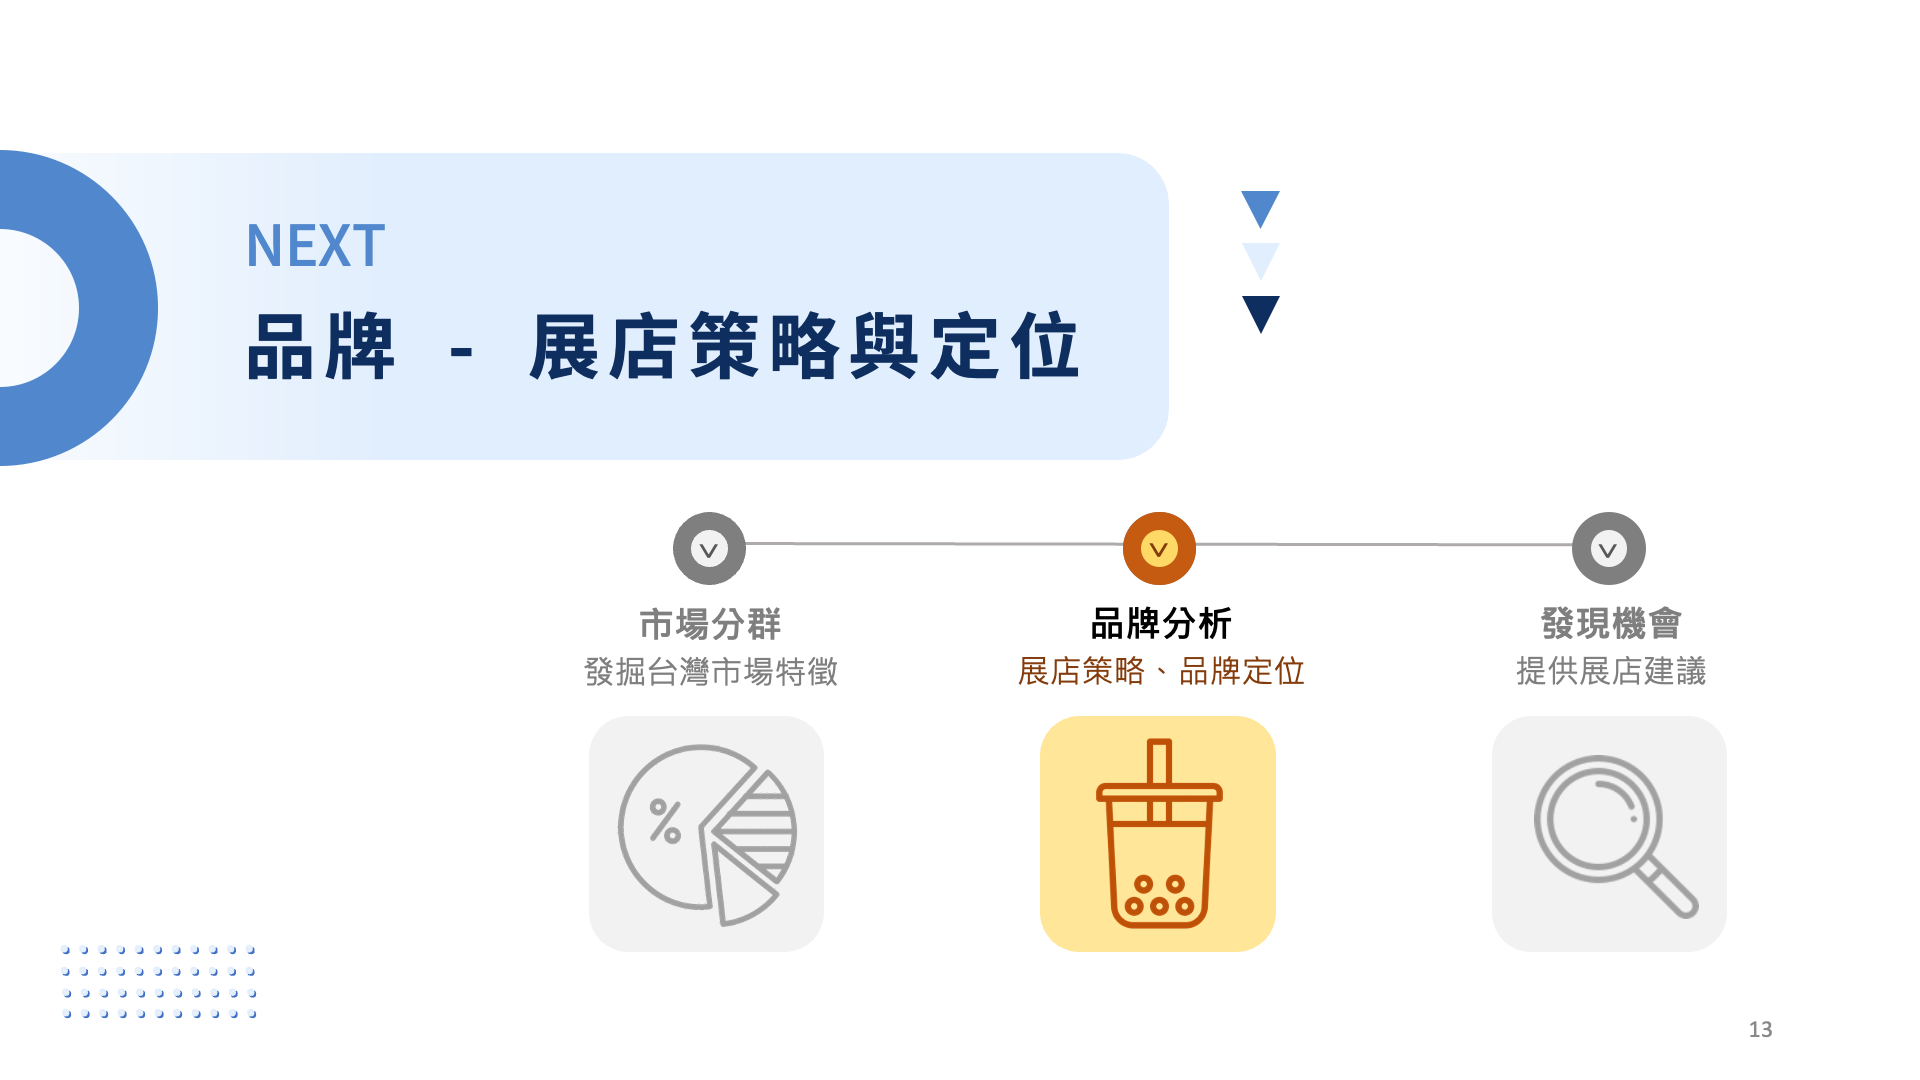 NEXT
品牌 - 展店策略與定位
市場分群
發掘台灣市場特徵
品牌分析
展店策略、品牌定位
發現機會
提供展店建議
%
13